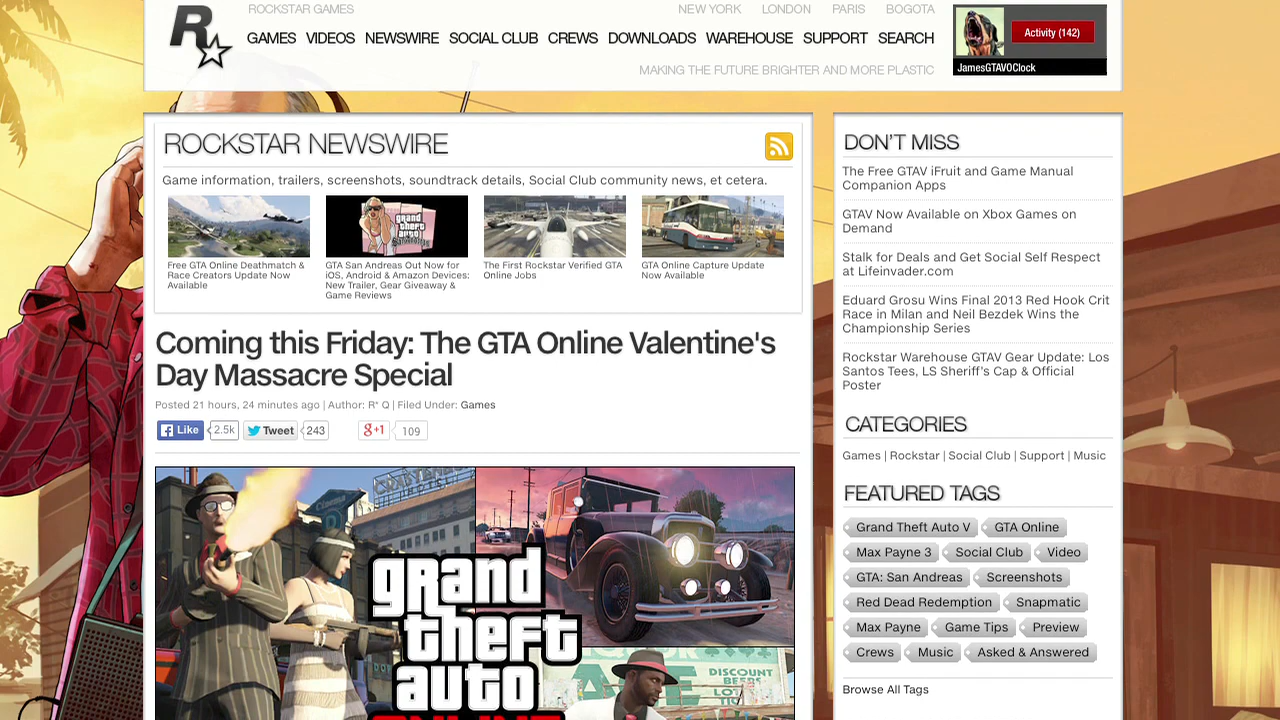 ROCKSTAR GAMES
NEW YORK LONDON PARIS BOGOTA
GAMES VIDEOS NEWSWIRE SOCIAL CLUB CREWS DOWNLOADS WAREHOUSE SUPPORT SEARCH
MAKING THE FUTURE BRIGHTER AND MORE PLASTIC
R
Activity (142)
JamesGTAVOClock
ROCKSTAR NEWSWIRE
Game information, trailers, screenshots, soundtrack details, Social Club community news, et cetera.
grand
theft
auto
Free GTA Online Deathmatch &
Race Creators Update Now
Available
GTA San Andreas Out Now for
iOS, Android & Amazon Devices:
New Trailer, Gear Giveaway &
Game Reviews
The First Rockstar Verified GTA
Online Jobs
GTA Online Capture Update
Now Available
Coming this Friday: The GTA Online Valentine's
Day Massacre Special
Posted 21 hours, 24 minutes ago | Author: R* Q | Filed Under: Games
Like 2.5k Tweet 243 g+1 109
grand
theft
auto
ONLINE
DISCOUNT
DON'T MISS
The Free GTAV iFruit and Game Manual
Companion Apps
GTAV Now Available on Xbox Games on
Demand
Stalk for Deals and Get Social Self Respect
at Lifeinvader.com
Eduard Grosu Wins Final 2013 Red Hook Crit
Race in Milan and Neil Bezdek Wins the
Championship Series
Rockstar Warehouse GTAV Gear Update: Los
Santos Tees, LS Sheriff's Cap & Official
Poster
CATEGORIES
Games | Rockstar | Social Club | Support | Music
FEATURED TAGS
Grand Theft Auto V GTA Online
Max Payne 3 Social Club Video
GTA: San Andreas Screenshots
Red Dead Redemption Snapmatic
Max Payne Game Tips Preview
Crews Music Asked & Answered
Browse All Tags